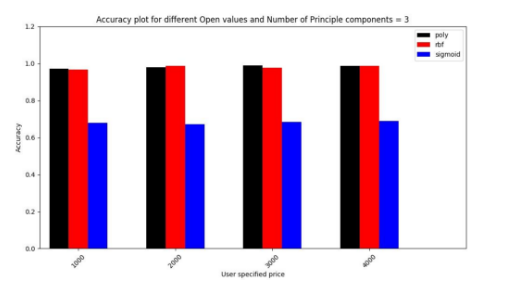 Accuracy plot for different Open values and Number of Principle components = 3
poly
rbf
sigmoid
1.2
1.0
0.8
0.6
0.4
0.2
0.0
Accuracy
1000
2000
3000
4000
User specified price